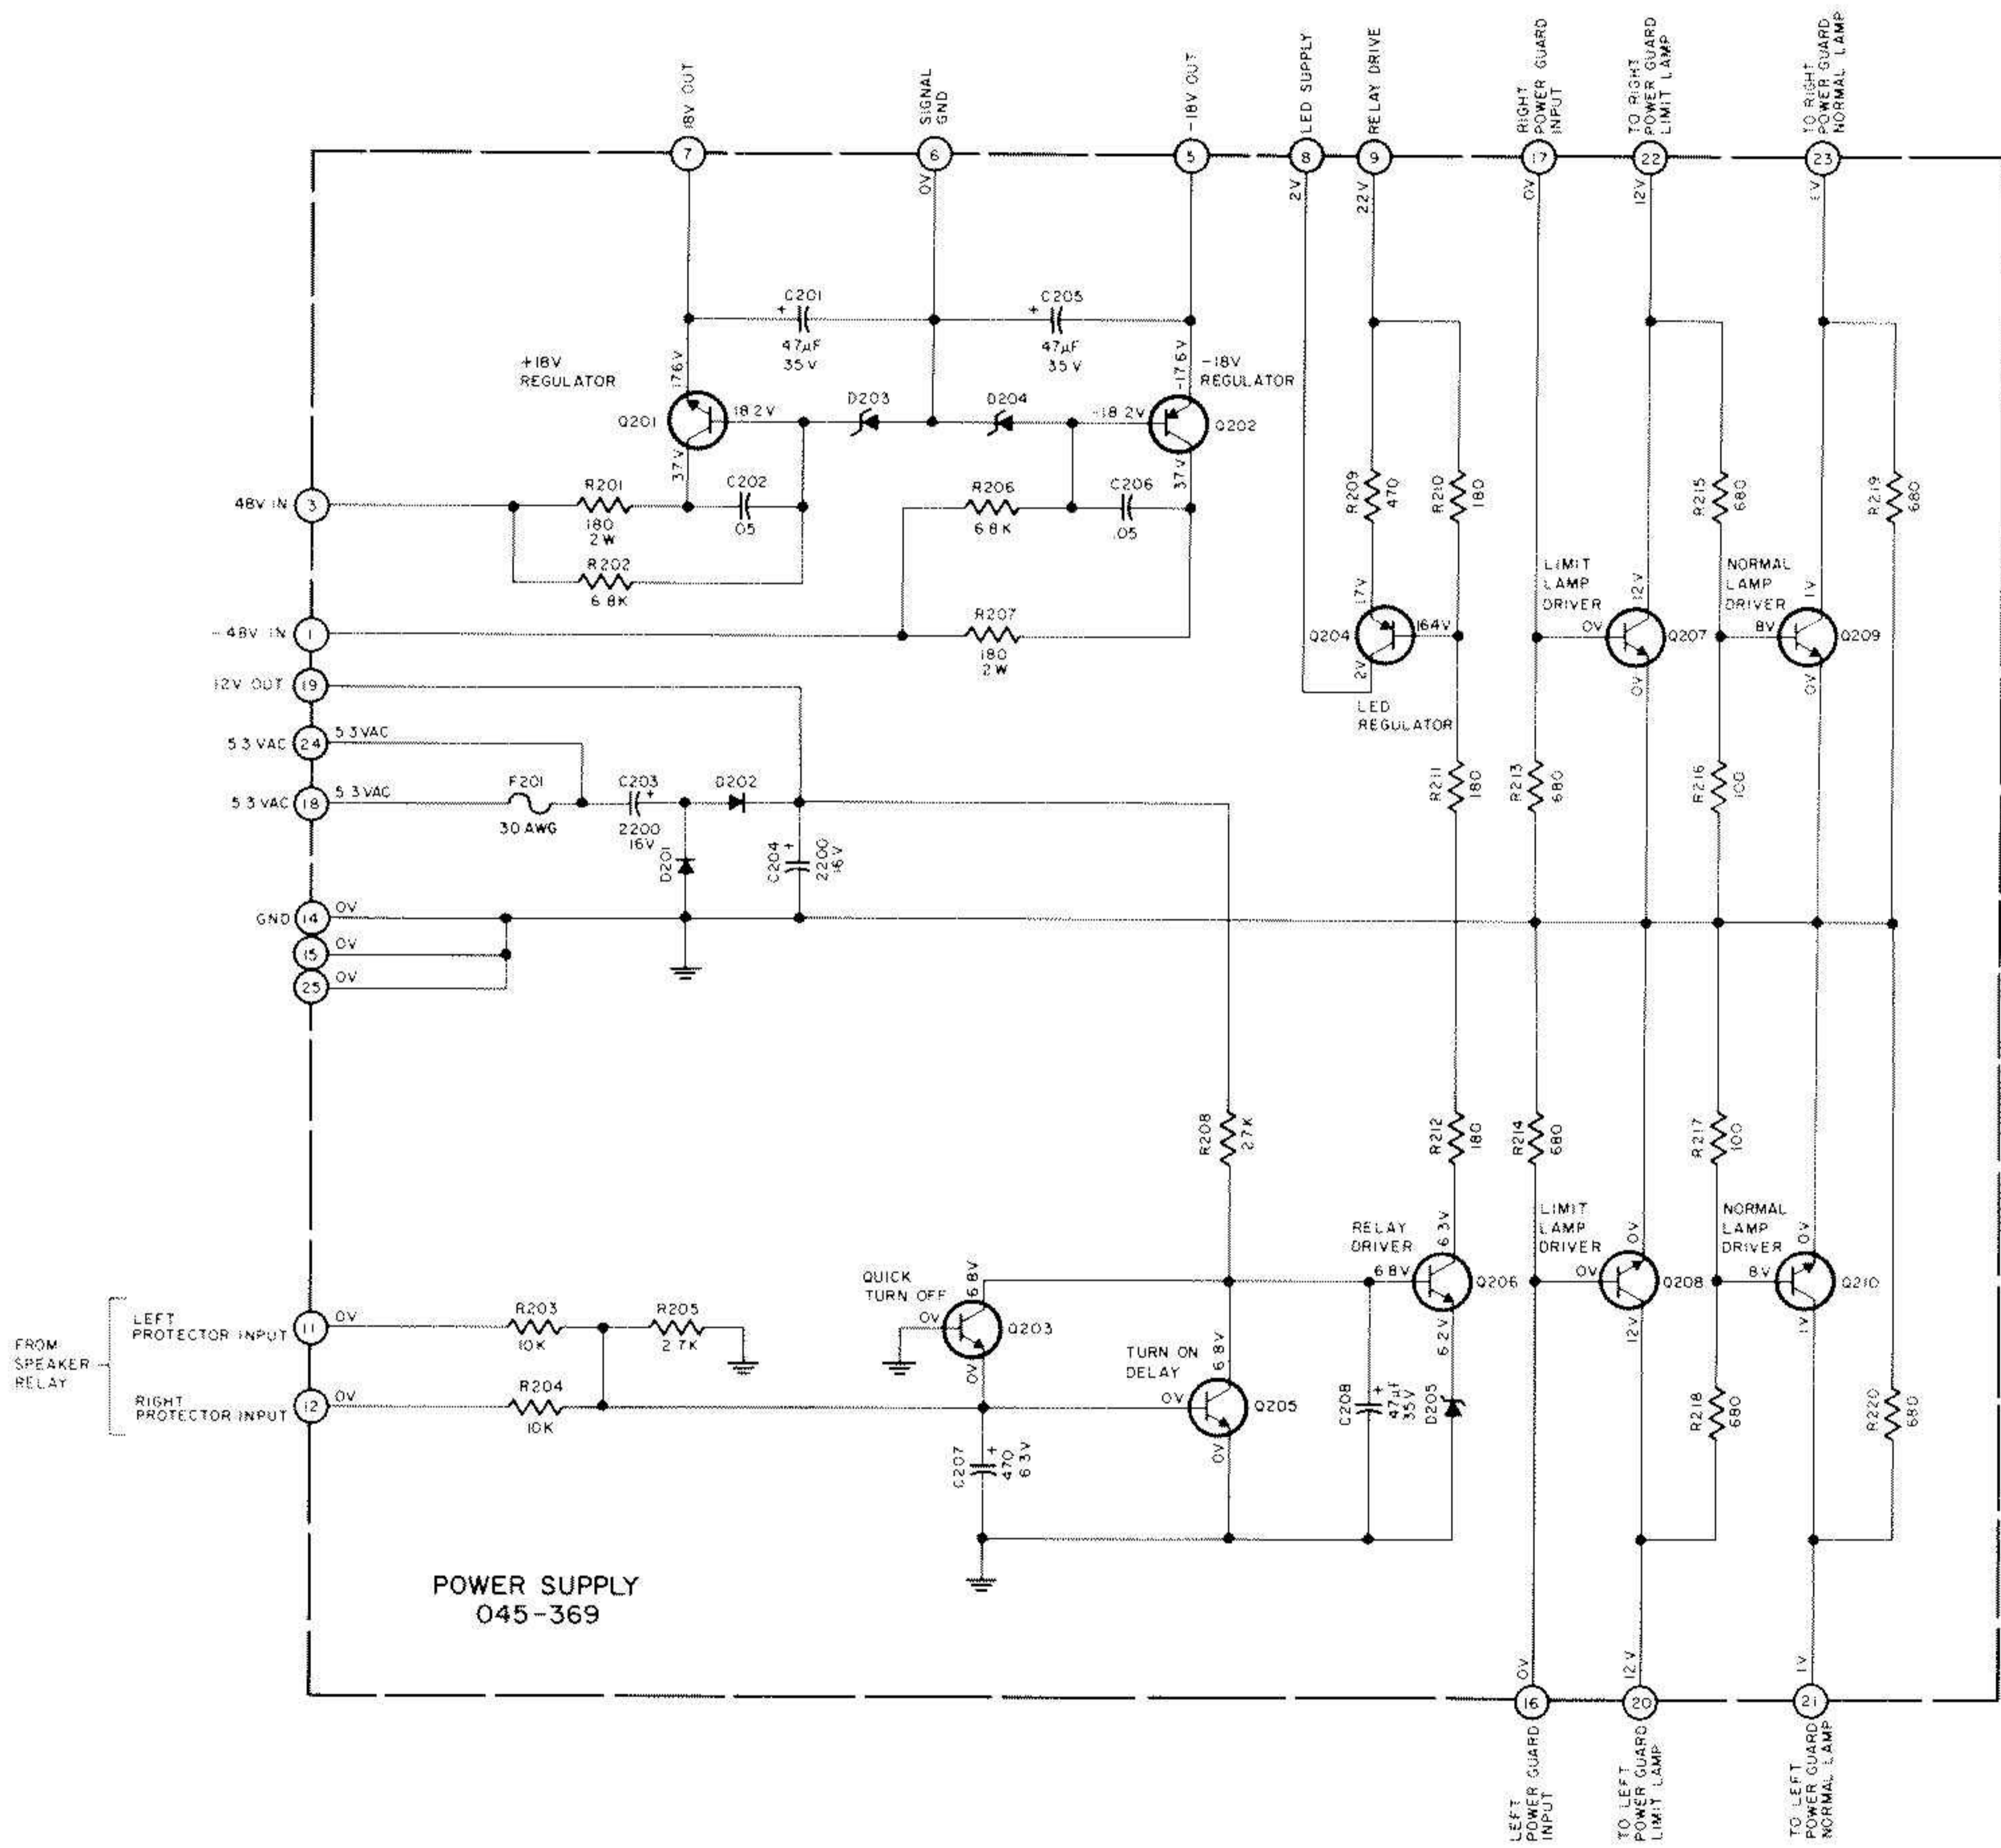 18V OUT
SIGNAL
GND
-18V OUT
LED SUPPLY
RELAY DRIVE
RIGHT
POWER GUARD
INPUT
TO RIGHT
POWER GUARD
LIMIT LAMP
TO RIGHT
POWER GUARD
NORMAL LAMP
7
6
5
8
9
17
22
23
0V
2V
22V
0V
12V
C201
+
47µF
35V
C205
+
47µF
35V
+18V
REGULATOR
17.6V
Q201
18.2V
37V
D203
D204
-17.6V
-18V
REGULATOR
-18.2V
Q202
37V
48V IN
3
R201
180
2W
C202
.05
R202
6.8K
R206
6.8K
C206
.05
R207
180
2W
R209
470
R210
180
R215
680
R219
680
17V
Q204
16.4V
2V
LED
REGULATOR
LIMIT
LAMP
DRIVER
0V
12V
Q207
0V
NORMAL
LAMP
DRIVER
8V
1V
Q209
0V
-48V IN
1
12V OUT
19
5.3 VAC
24
5.3 VAC
5.3 VAC
18
5.3 VAC
F201
30 AWG
C203
+
2200
16V
D202
D201
C204
+
2200
16V
R211
180
R213
680
R216
100
GND
14
0V
15
0V
25
0V
R208
27K
R212
180
R214
680
R217
100
RELAY
DRIVER
6.8V
6.3V
Q206
6.2V
LIMIT
LAMP
DRIVER
0V
0V
Q208
12V
NORMAL
LAMP
DRIVER
8V
0V
Q210
1V
FROM
SPEAKER
RELAY
LEFT
PROTECTOR INPUT
11
0V
R203
10K
R205
2.7K
RIGHT
PROTECTOR INPUT
12
0V
R204
10K
QUICK
TURN OFF
6.8V
0V
Q203
0V
TURN ON
DELAY
6.8V
0V
Q205
0V
C207
+
470
6.3V
C208
+
47µF
35V
D205
R218
680
R220
680
POWER SUPPLY
045-369
0V
12V
1V
16
20
21
LEFT
POWER GUARD
INPUT
TO LEFT
POWER GUARD
LIMIT LAMP
TO LEFT
POWER GUARD
NORMAL LAMP